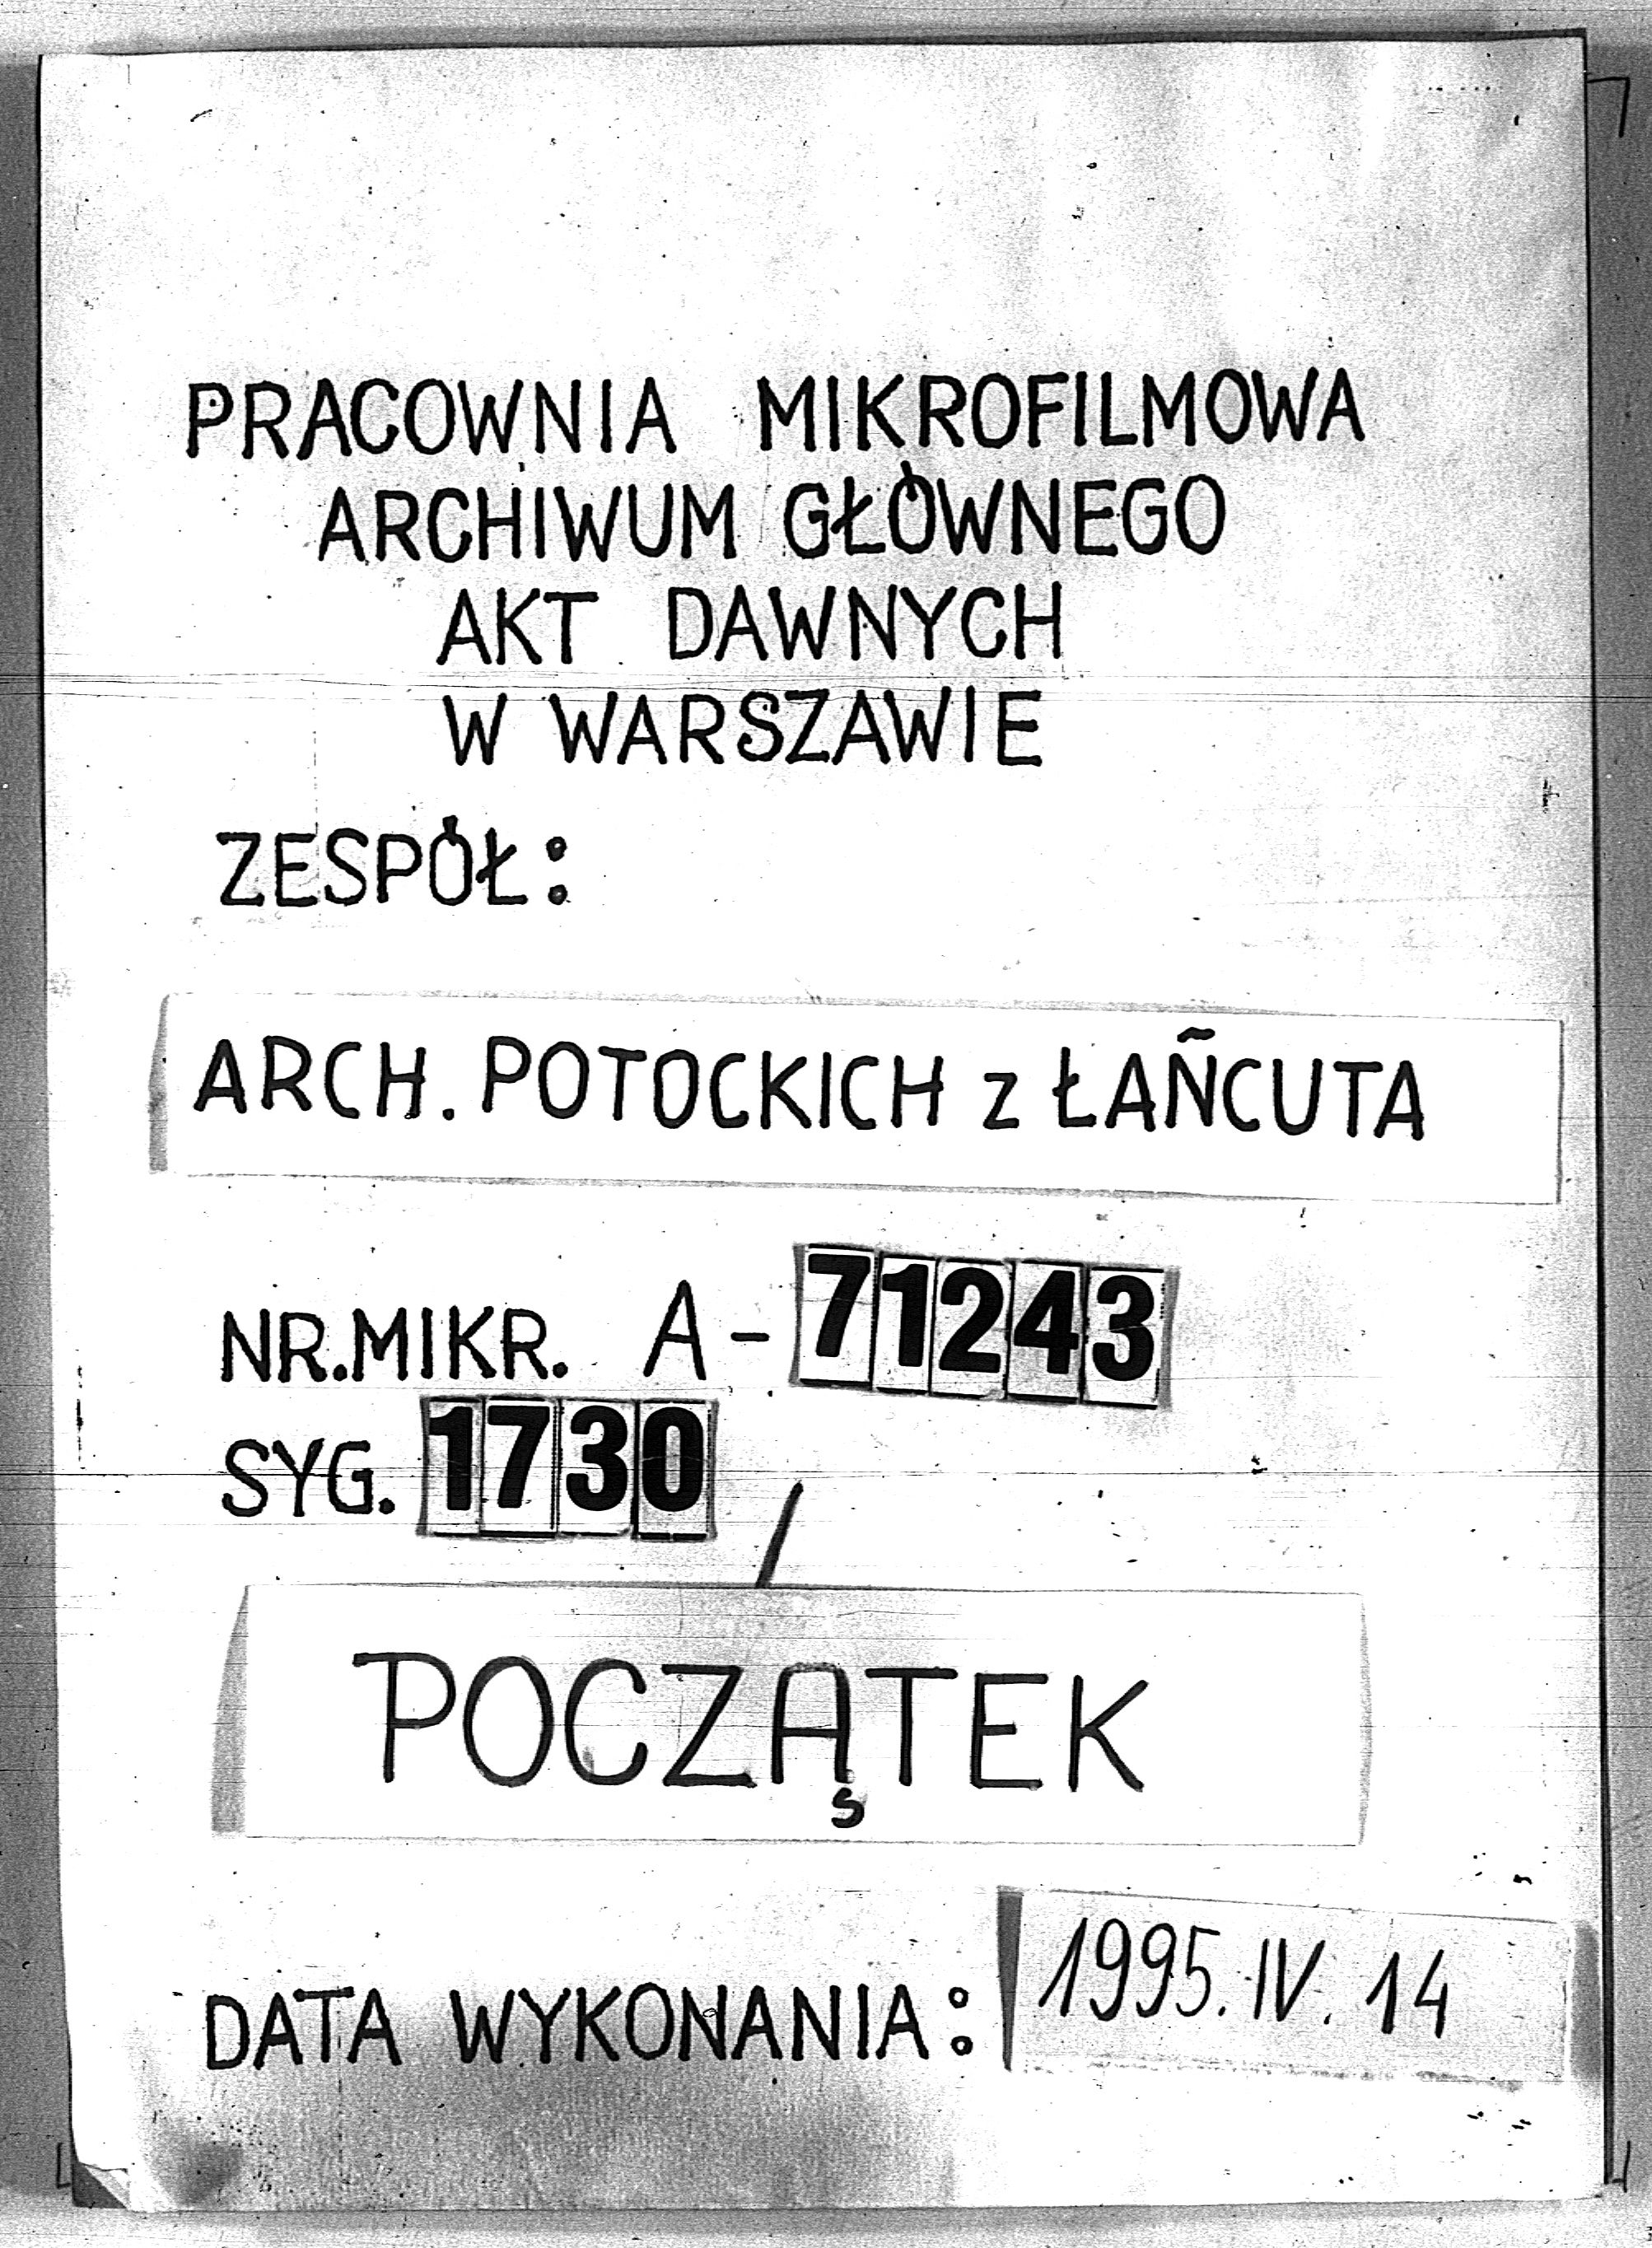 PRACOWNIA MIKROFILMOWA
ARCHIWUM GŁÓWNEGO
AKT DAWNYCH
W WARSZAWIE
ZESPÓŁ:
ARCH. POTOCKICH z ŁAÑCUTA
NR.MIKR. A-71243
SYG. 1730 /
POCZĄTEK
DATA WYKONANIA: 1995.IV.14